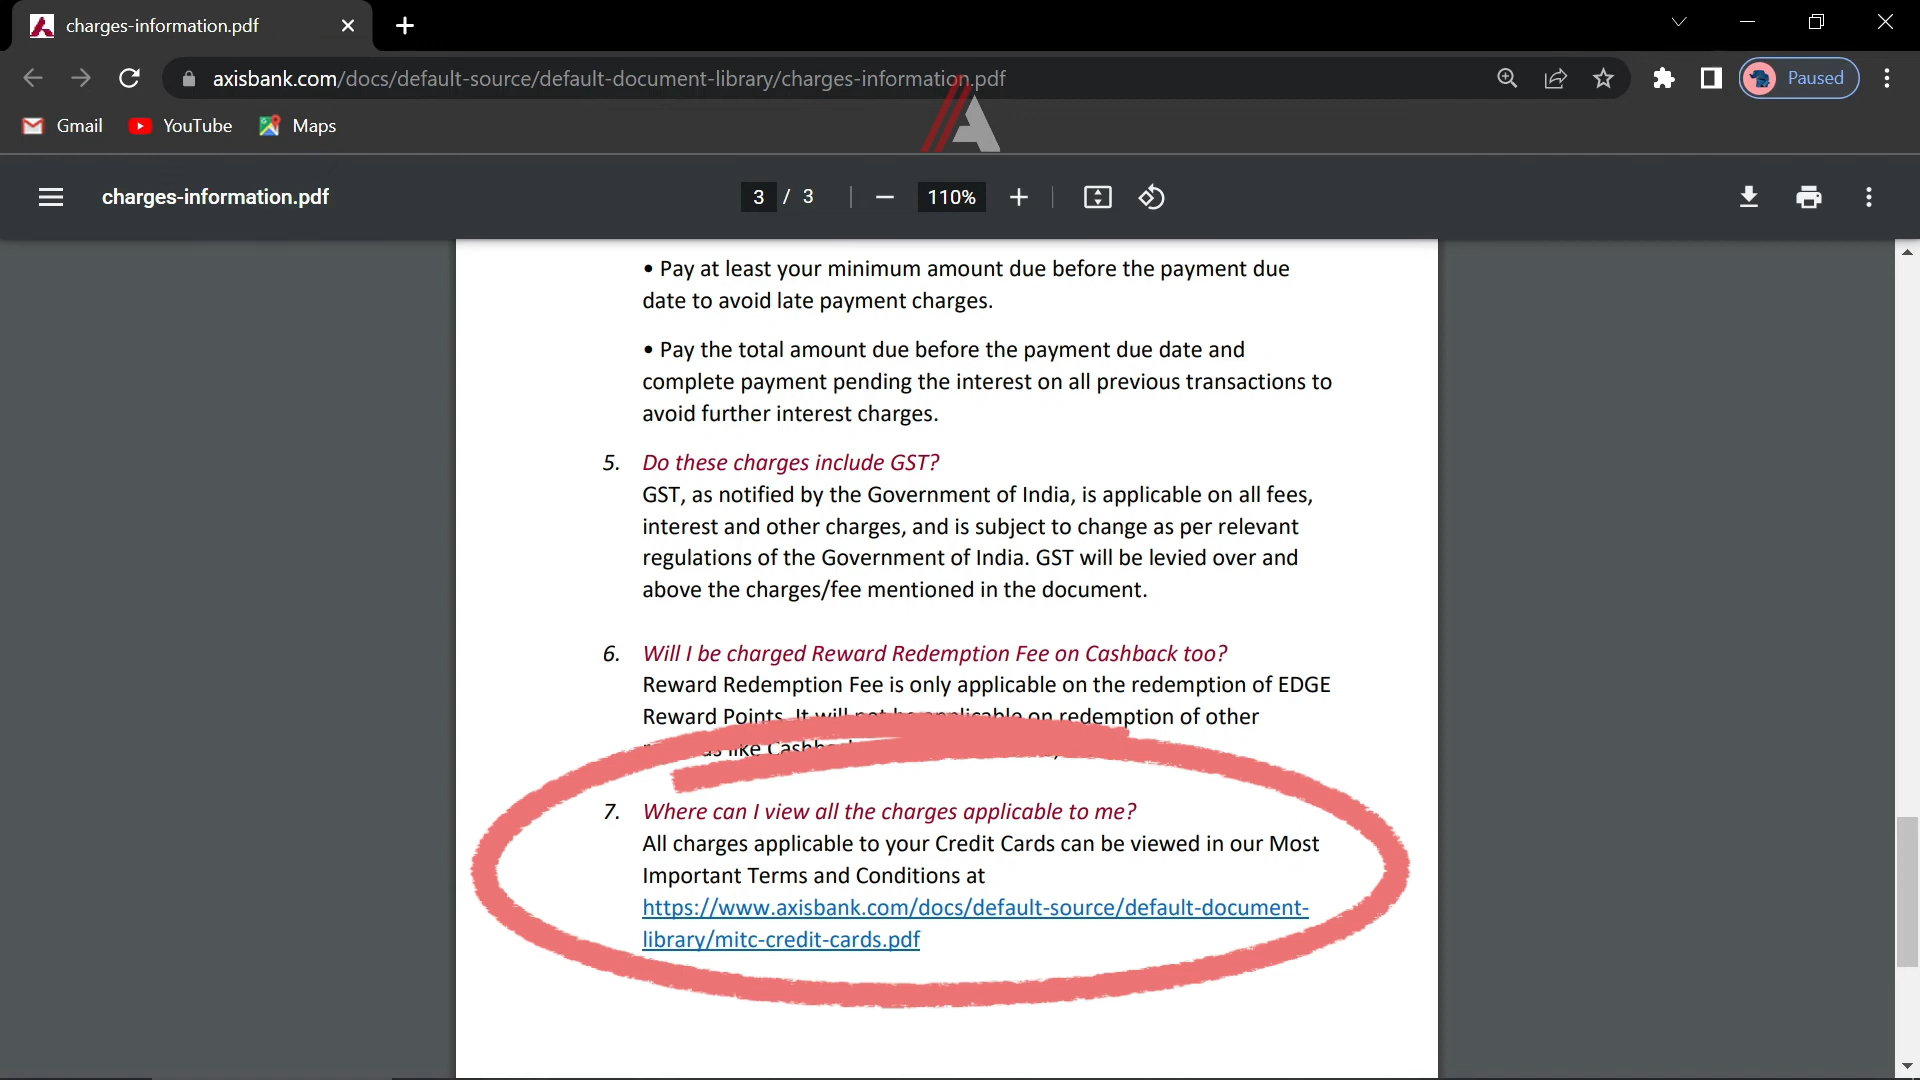 charges-information.pdf
axisbank.com/docs/default-source/default-document-library/charges-information.pdf
Paused
Gmail
YouTube
Maps
charges-information.pdf
3 / 3
110%
• Pay at least your minimum amount due before the payment due
date to avoid late payment charges.
• Pay the total amount due before the payment due date and
complete payment pending the interest on all previous transactions to
avoid further interest charges.
5. Do these charges include GST?
GST, as notified by the Government of India, is applicable on all fees,
interest and other charges, and is subject to change as per relevant
regulations of the Government of India. GST will be levied over and
above the charges/fee mentioned in the document.
6. Will I be charged Reward Redemption Fee on Cashback too?
Reward Redemption Fee is only applicable on the redemption of EDGE
Reward Points. It will not be applicable on redemption of other
like
7. Where can I view all the charges applicable to me?
All charges applicable to your Credit Cards can be viewed in our Most
Important Terms and Conditions at
https://www.axisbank.com/docs/default-source/default-document-
library/mitc-credit-cards.pdf